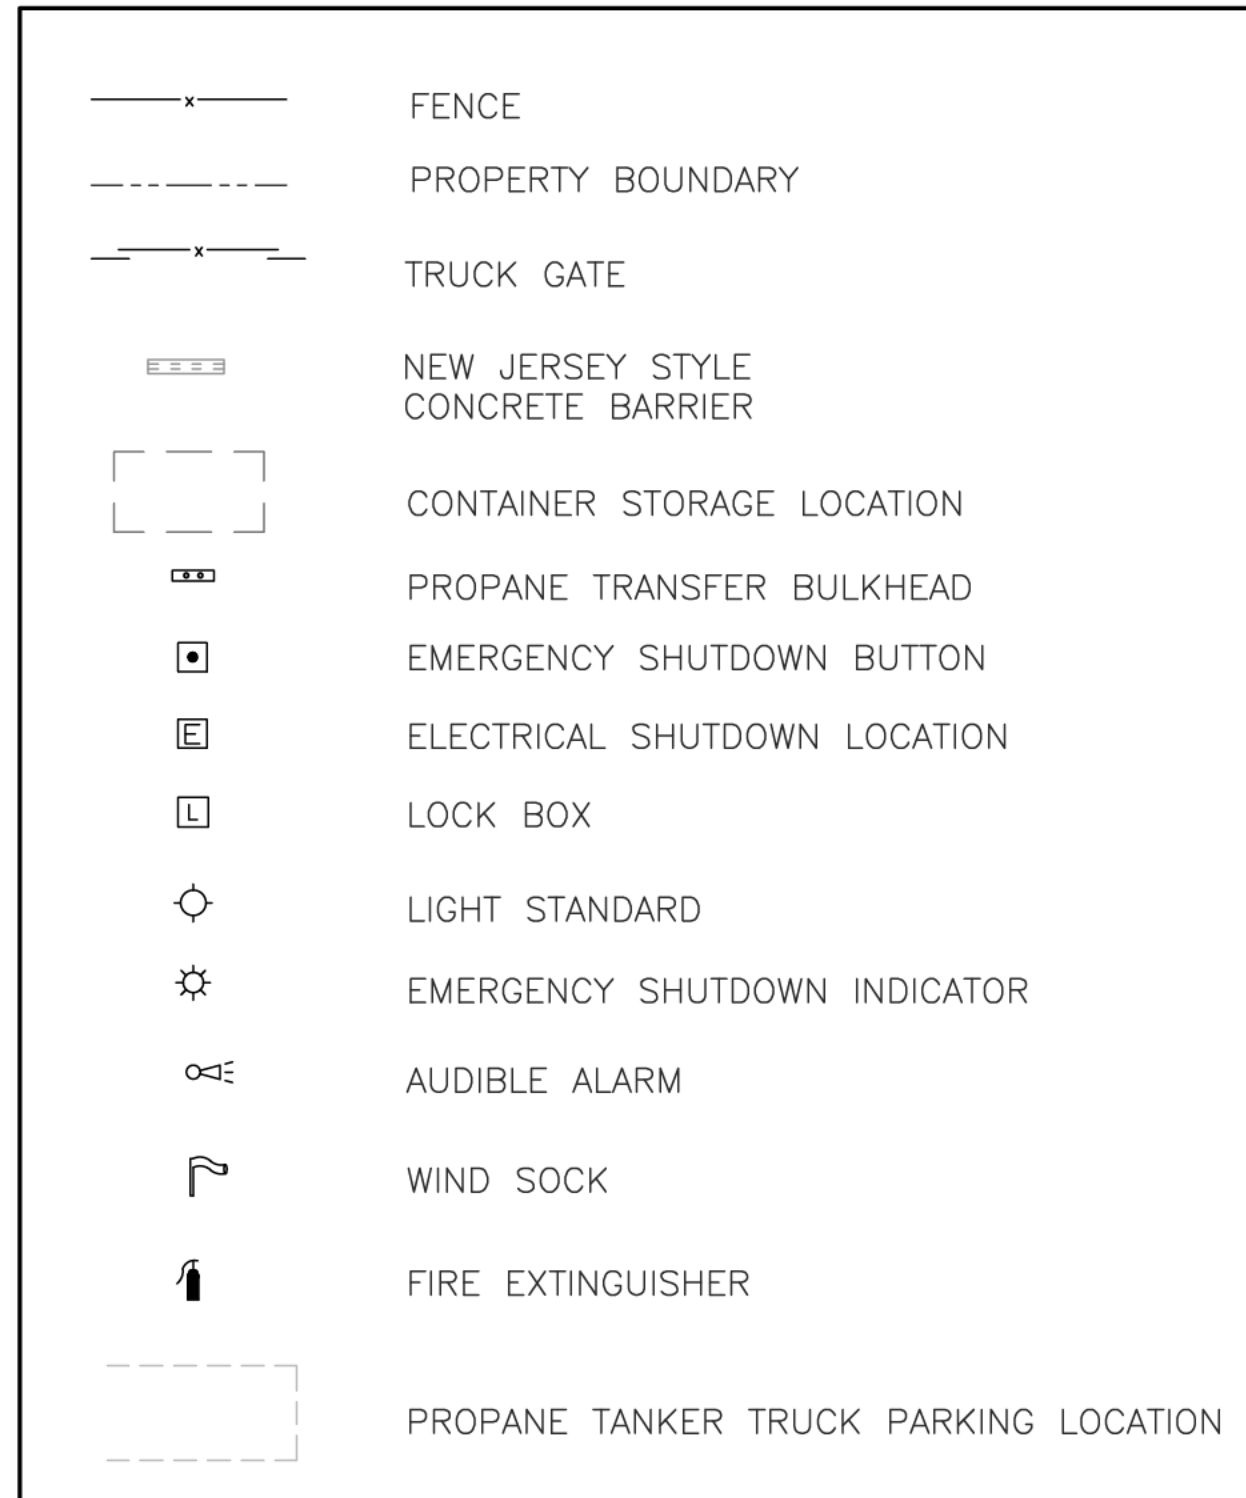 x FENCE
PROPERTY BOUNDARY
x TRUCK GATE
NEW JERSEY STYLE
CONCRETE BARRIER
CONTAINER STORAGE LOCATION
PROPANE TRANSFER BULKHEAD
EMERGENCY SHUTDOWN BUTTON
E ELECTRICAL SHUTDOWN LOCATION
L LOCK BOX
LIGHT STANDARD
EMERGENCY SHUTDOWN INDICATOR
AUDIBLE ALARM
WIND SOCK
FIRE EXTINGUISHER
PROPANE TANKER TRUCK PARKING LOCATION